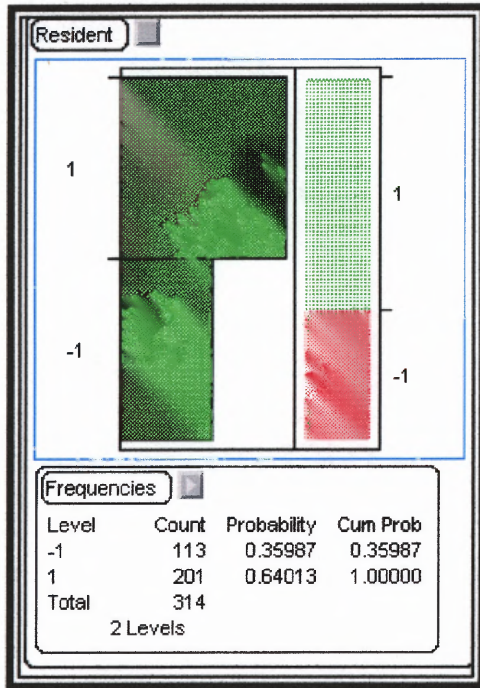 Resident
1
1
-1
-1
Frequencies
Level Count Probability Cum Prob
-1 113 0.35987 0.35987
1 201 0.64013 1.00000
Total 314
2 Levels